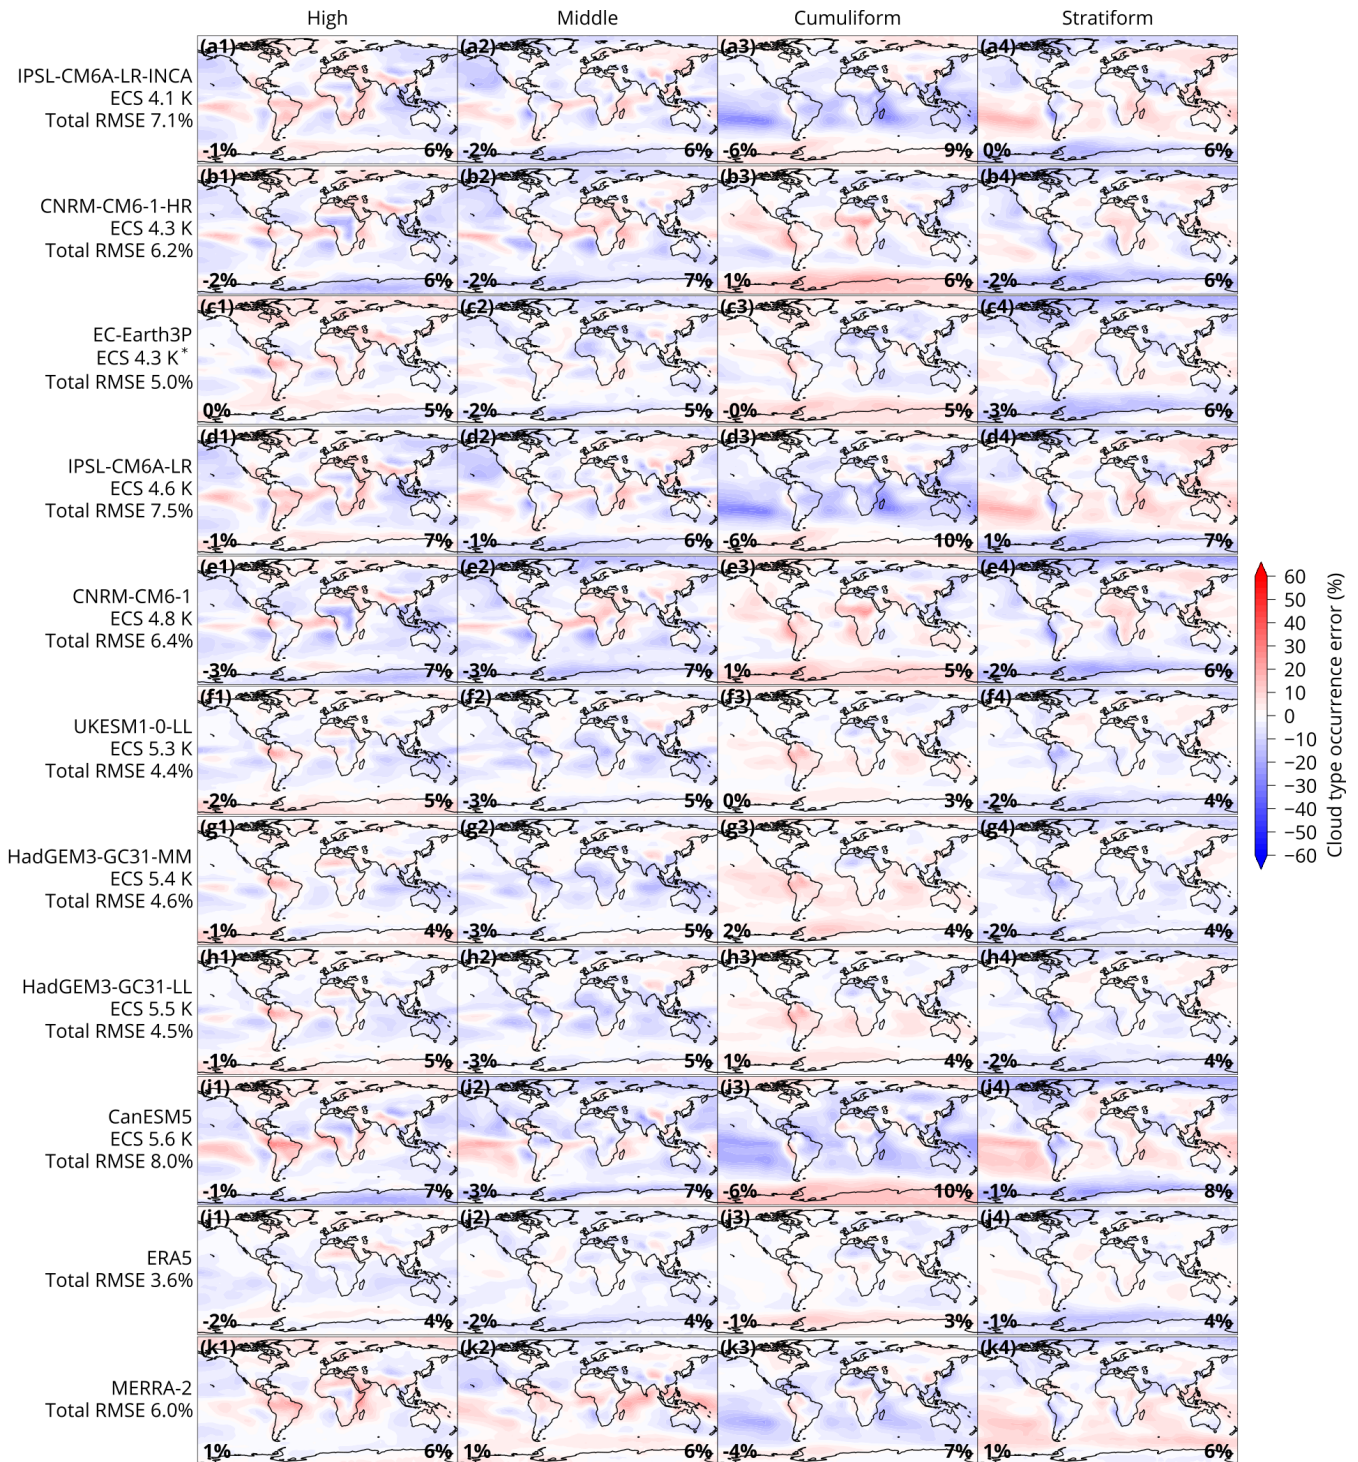 High Middle Cumuliform Stratiform
(a1) (a2) (a3) (a4)
IPSL-CM6A-LR-INCA
ECS 4.1 K
Total RMSE 7.1%
-1% 6% -2% 6% -6% 9% 0% 6%
(b1) (b2) (b3) (b4)
CNRM-CM6-1-HR
ECS 4.3 K
Total RMSE 6.2%
-2% 6% -2% 7% 1% 6% -2% 6%
(c1) (c2) (c3) (c4)
EC-Earth3P
ECS 4.3 K*
Total RMSE 5.0%
0% 5% -2% 5% -0% 5% -3% 6%
(d1) (d2) (d3) (d4)
IPSL-CM6A-LR
ECS 4.6 K
Total RMSE 7.5%
-1% 7% -1% 6% -6% 10% 1% 7%
(e1) (e2) (e3) (e4)
CNRM-CM6-1
ECS 4.8 K
Total RMSE 6.4%
-3% 7% -3% 7% 1% 5% -2% 6%
(f1) (f2) (f3) (f4)
UKESM1-0-LL
ECS 5.3 K
Total RMSE 4.4%
-2% 5% -3% 5% 0% 3% -2% 4%
(g1) (g2) (g3) (g4)
HadGEM3-GC31-MM
ECS 5.4 K
Total RMSE 4.6%
-1% 4% -3% 5% 2% 4% -2% 4%
(h1) (h2) (h3) (h4)
HadGEM3-GC31-LL
ECS 5.5 K
Total RMSE 4.5%
-1% 5% -3% 5% 1% 4% -2% 4%
(i1) (i2) (i3) (i4)
CanESM5
ECS 5.6 K
Total RMSE 8.0%
-1% 7% -3% 7% -6% 10% -1% 8%
(j1) (j2) (j3) (j4)
ERA5
Total RMSE 3.6%
-2% 4% -2% 4% -1% 3% -1% 4%
(k1) (k2) (k3) (k4)
MERRA-2
Total RMSE 6.0%
1% 6% 1% 6% -4% 7% 1% 6%
60
50
40
30
20
10
0
−10
−20
−30
−40
−50
−60
Cloud type occurrence error (%)